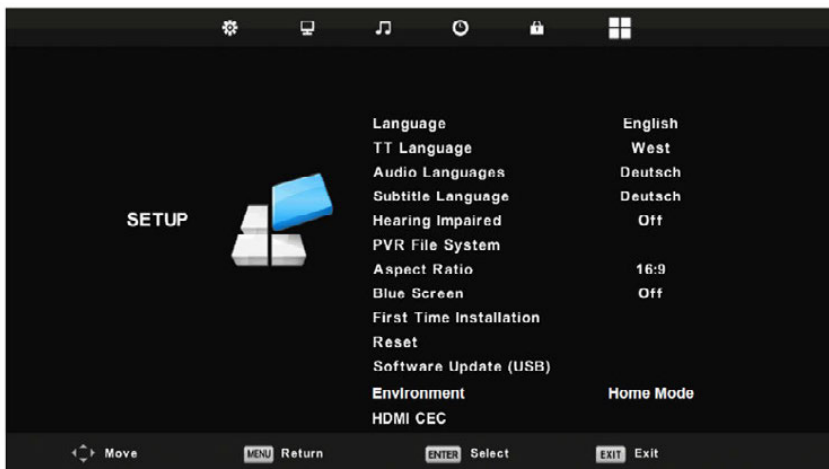 SETUP
Language English
TT Language West
Audio Languages Deutsch
Subtitle Language Deutsch
Hearing Impaired Off
PVR File System
Aspect Ratio 16:9
Blue Screen Off
First Time Installation
Reset
Software Update (USB)
Environment Home Mode
HDMI CEC
Move MENU Return ENTER Select EXIT Exit